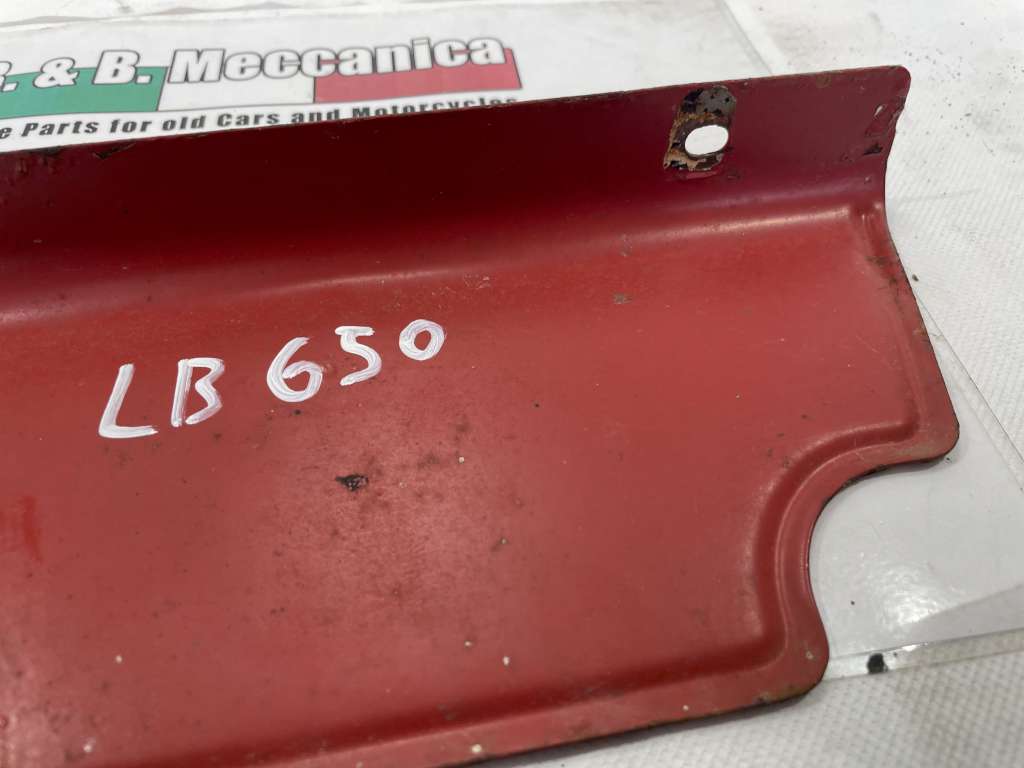 & B. Meccanica
Parts for old Cars and Motorcycles
LB 650